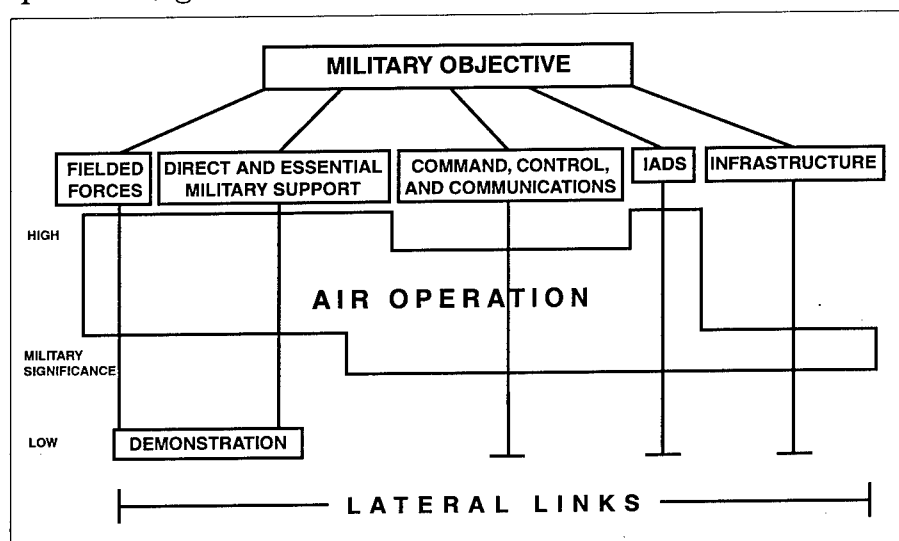 MILITARY OBJECTIVE
FIELDED
FORCES
DIRECT AND ESSENTIAL
MILITARY SUPPORT
COMMAND, CONTROL,
AND COMMUNICATIONS
IADS
INFRASTRUCTURE
HIGH
AIR OPERATION
MILITARY
SIGNIFICANCE
LOW
DEMONSTRATION
LATERAL LINKS